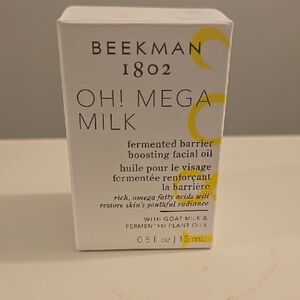 BEEKMAN
1802
OH! MEGA
MILK
fermented barrier
boosting facial oil
huile pour le visage
fermentée renforçant
la barrière
rich, omega fatty acids will
restore skin's youthful radiance
WITH GOAT MILK &
FERMENTED PLANT OILS
0.5 fl oz | 15 mL